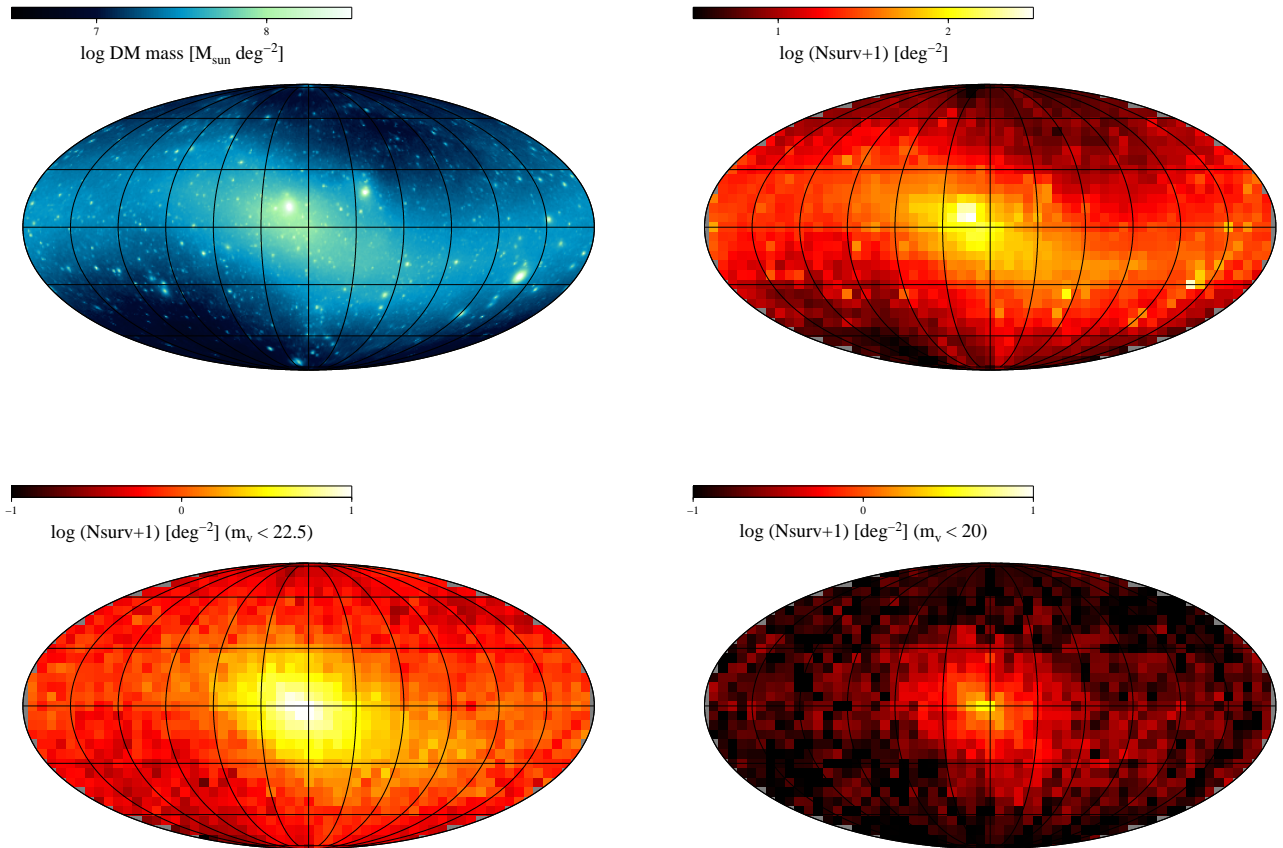 7 8
log DM mass [M_sun deg^−2]
1 2
log (Nsurv+1) [deg^−2]
−1 0 1
log (Nsurv+1) [deg^−2] (m_v < 22.5)
−1 0 1
log (Nsurv+1) [deg^−2] (m_v < 20)